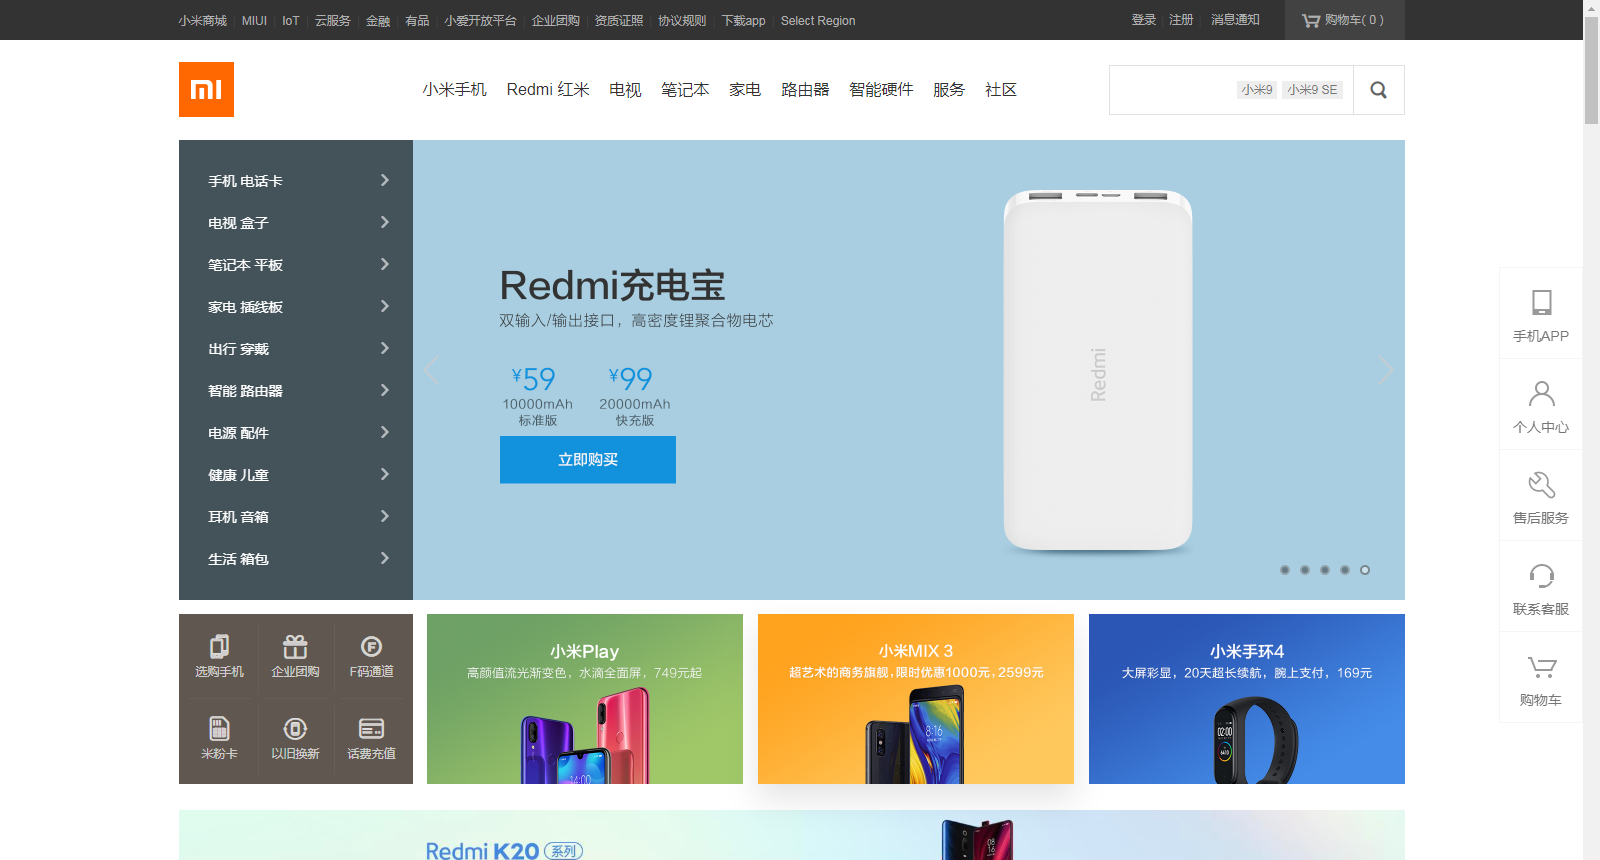 小米商城 MIUI IoT 云服务 金融 有品 小爱开放平台 企业团购 资质证照 协议规则 下载app Select Region 登录 注册 消息通知 购物车( 0 )
小米手机 Redmi 红米 电视 笔记本 家电 路由器 智能硬件 服务 社区 小米9 小米9 SE
手机 电话卡
电视 盒子
笔记本 平板
家电 插线板
出行 穿戴
智能 路由器
电源 配件
健康 儿童
耳机 音箱
生活 箱包
Redmi充电宝
双输入/输出接口，高密度锂聚合物电芯
¥59 ¥99
10000mAh 20000mAh
标准版 快充版
立即购买
Redmi
手机APP
个人中心
售后服务
联系客服
购物车
选购手机 企业团购 F码通道
米粉卡 以旧换新 话费充值
小米Play
高颜值流光渐变色，水滴全面屏，749元起
14:00
小米MIX 3
超艺术的商务旗舰,限时优惠1000元,2599元
8:16
小米手环4
大屏彩显，20天超长续航，腕上支付，169元
02:00
Redmi K20 系列
08
16